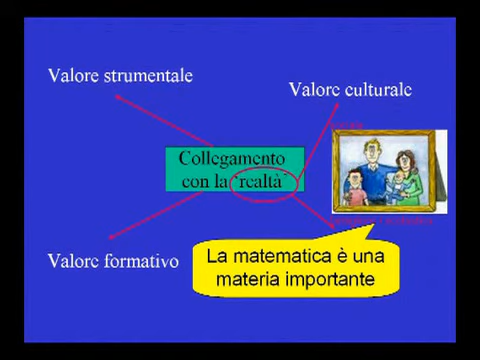 Valore strumentale
Valore culturale
Collegamento
con la ‘realtà’
Valore formativo
La matematica è una
materia importante